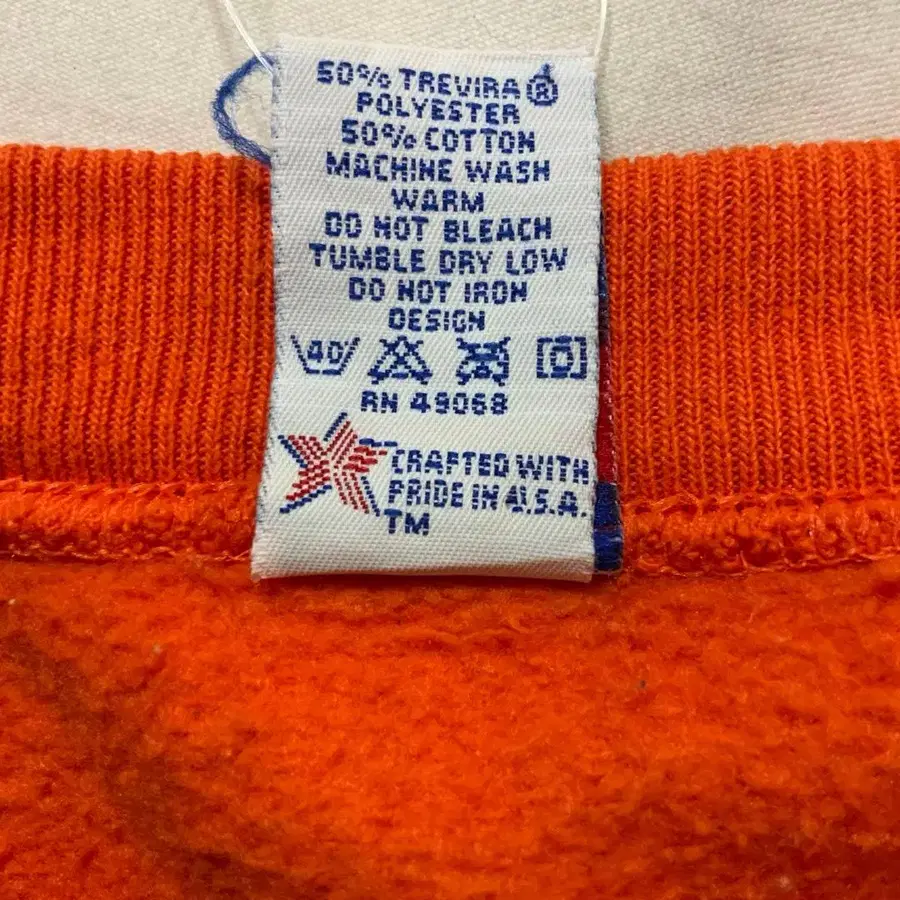 50% TREVIRA®
POLYESTER
50% COTTON
MACHINE WASH
WARM
DO NOT BLEACH
TUMBLE DRY LOW
DO NOT IRON
DESIGN
40
RN 49068
CRAFTED WITH
PRIDE IN U.S.A.
TM